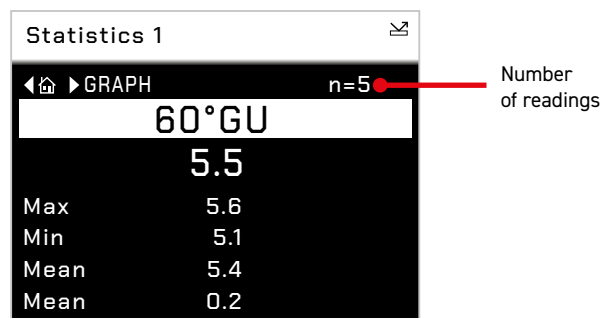 Statistics 1
GRAPH n=5
60°GU
5.5
Max 5.6
Min 5.1
Mean 5.4
Mean 0.2
Number
of readings